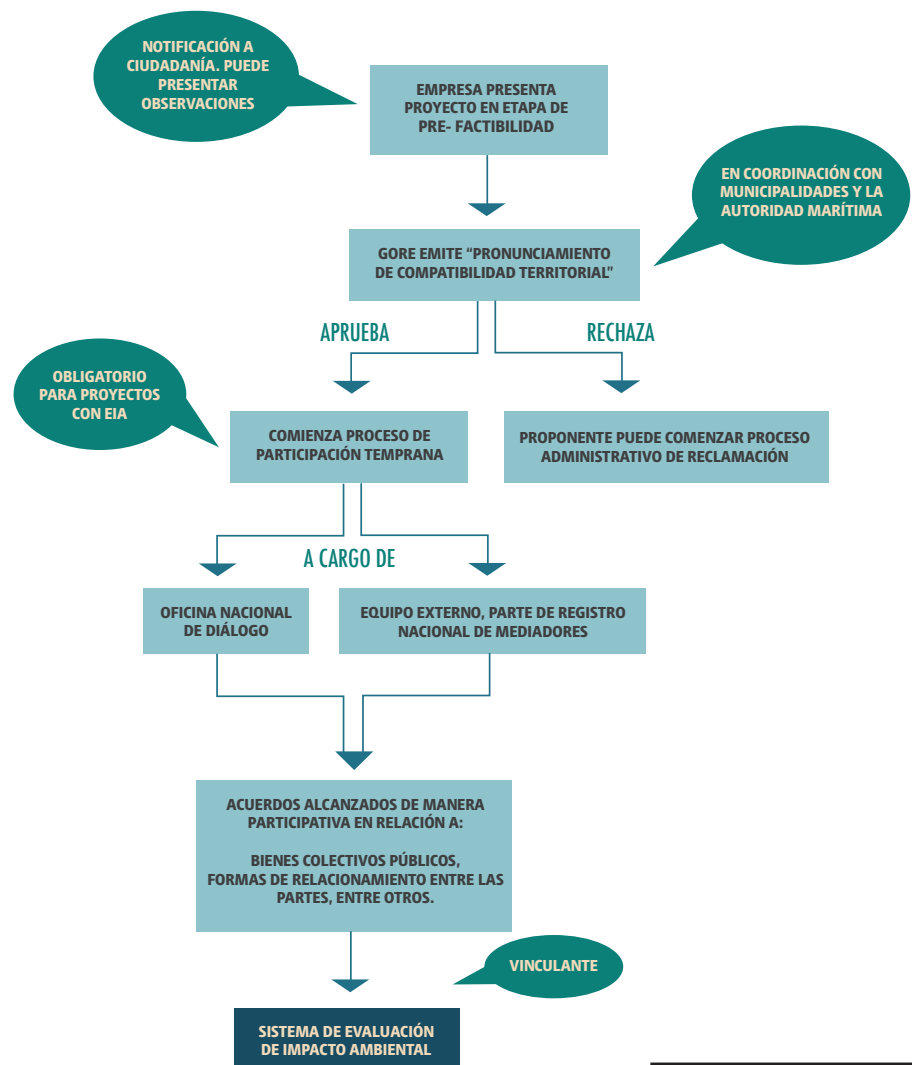 NOTIFICACIÓN A
CIUDADANÍA. PUEDE
PRESENTAR
OBSERVACIONES
EMPRESA PRESENTA
PROYECTO EN ETAPA DE
PRE- FACTIBILIDAD
EN COORDINACIÓN CON
MUNICIPALIDADES Y LA
AUTORIDAD MARÍTIMA
GORE EMITE “PRONUNCIAMIENTO
DE COMPATIBILIDAD TERRITORIAL”
APRUEBA
RECHAZA
OBLIGATORIO
PARA PROYECTOS
CON EIA
COMIENZA PROCESO DE
PARTICIPACIÓN TEMPRANA
PROPONENTE PUEDE COMENZAR PROCESO
ADMINISTRATIVO DE RECLAMACIÓN
A CARGO DE
OFICINA NACIONAL
DE DIÁLOGO
EQUIPO EXTERNO, PARTE DE REGISTRO
NACIONAL DE MEDIADORES
ACUERDOS ALCANZADOS DE MANERA
PARTICIPATIVA EN RELACIÓN A:
BIENES COLECTIVOS PÚBLICOS,
FORMAS DE RELACIONAMIENTO ENTRE LAS
PARTES, ENTRE OTROS.
VINCULANTE
SISTEMA DE EVALUACIÓN
DE IMPACTO AMBIENTAL